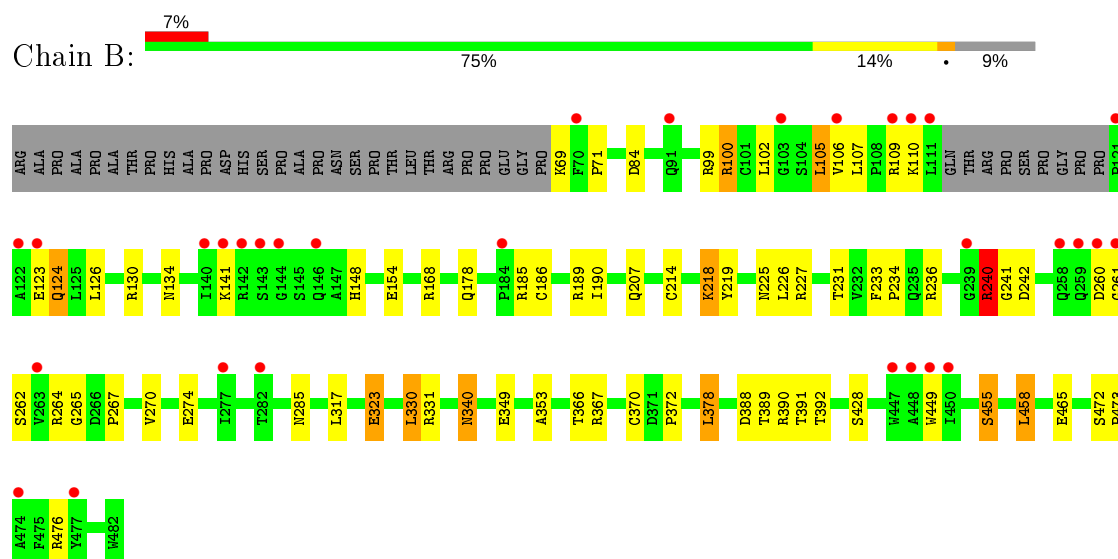 7%
Chain B:
75% 14% • 9%
ARG ALA PRO ALA PRO ALA THR PRO HIS ALA PRO ASP HIS SER PRO ALA PRO ASN SER PRO THR LEU THR ARG PRO PRO GLU GLY PRO K69 F70 P71 D84 Q91 R99 R100 C101 L102 G103 S104 L105 V106 L107 P108 R109 K110 L111 GLN THR ARG PRO SER PRO GLY PRO PRO P121
A122 E123 Q124 L125 L126 R130 N134 I140 K141 R142 S143 G144 S145 Q146 A147 H148 E154 R168 Q178 P184 R185 C186 R189 I190 Q207 C214 K218 Y219 N225 L226 R227 T231 V232 F233 P234 Q235 R236 G239 R240 G241 D242 Q258 Q259 D260 G261
S262 V263 R264 G265 D266 P267 V270 E274 I277 T282 N285 L317 E323 L330 R331 N340 E349 A353 T366 R367 C370 D371 P372 L378 D388 T389 R390 T391 T392 S428 W447 A448 W449 I450 S455 L458 E465 S472 P473
A474 F475 R476 Y477 W482